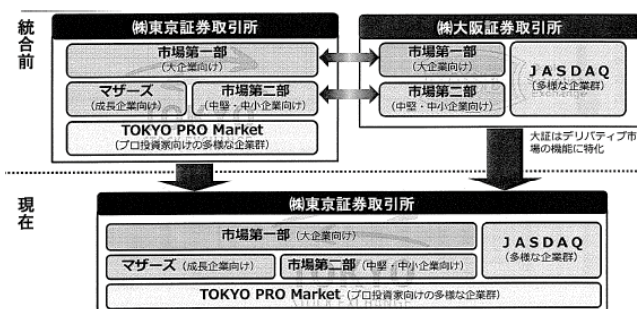 統合前
㈱東京証券取引所
市場第一部
(大企業向け)
マザーズ
(成長企業向け)
市場第二部
(中堅・中小企業向け)
TOKYO PRO Market
(プロ投資家向けの多様な企業群)
㈱大阪証券取引所
市場第一部
(大企業向け)
市場第二部
(中堅・中小企業向け)
JASDAQ
(多様な企業群)
大証はデリバティブ市
場の機能に特化
現在
㈱東京証券取引所
市場第一部 (大企業向け)
マザーズ (成長企業向け)
市場第二部 (中堅・中小企業向け)
JASDAQ
(多様な企業群)
TOKYO PRO Market (プロ投資家向けの多様な企業群)